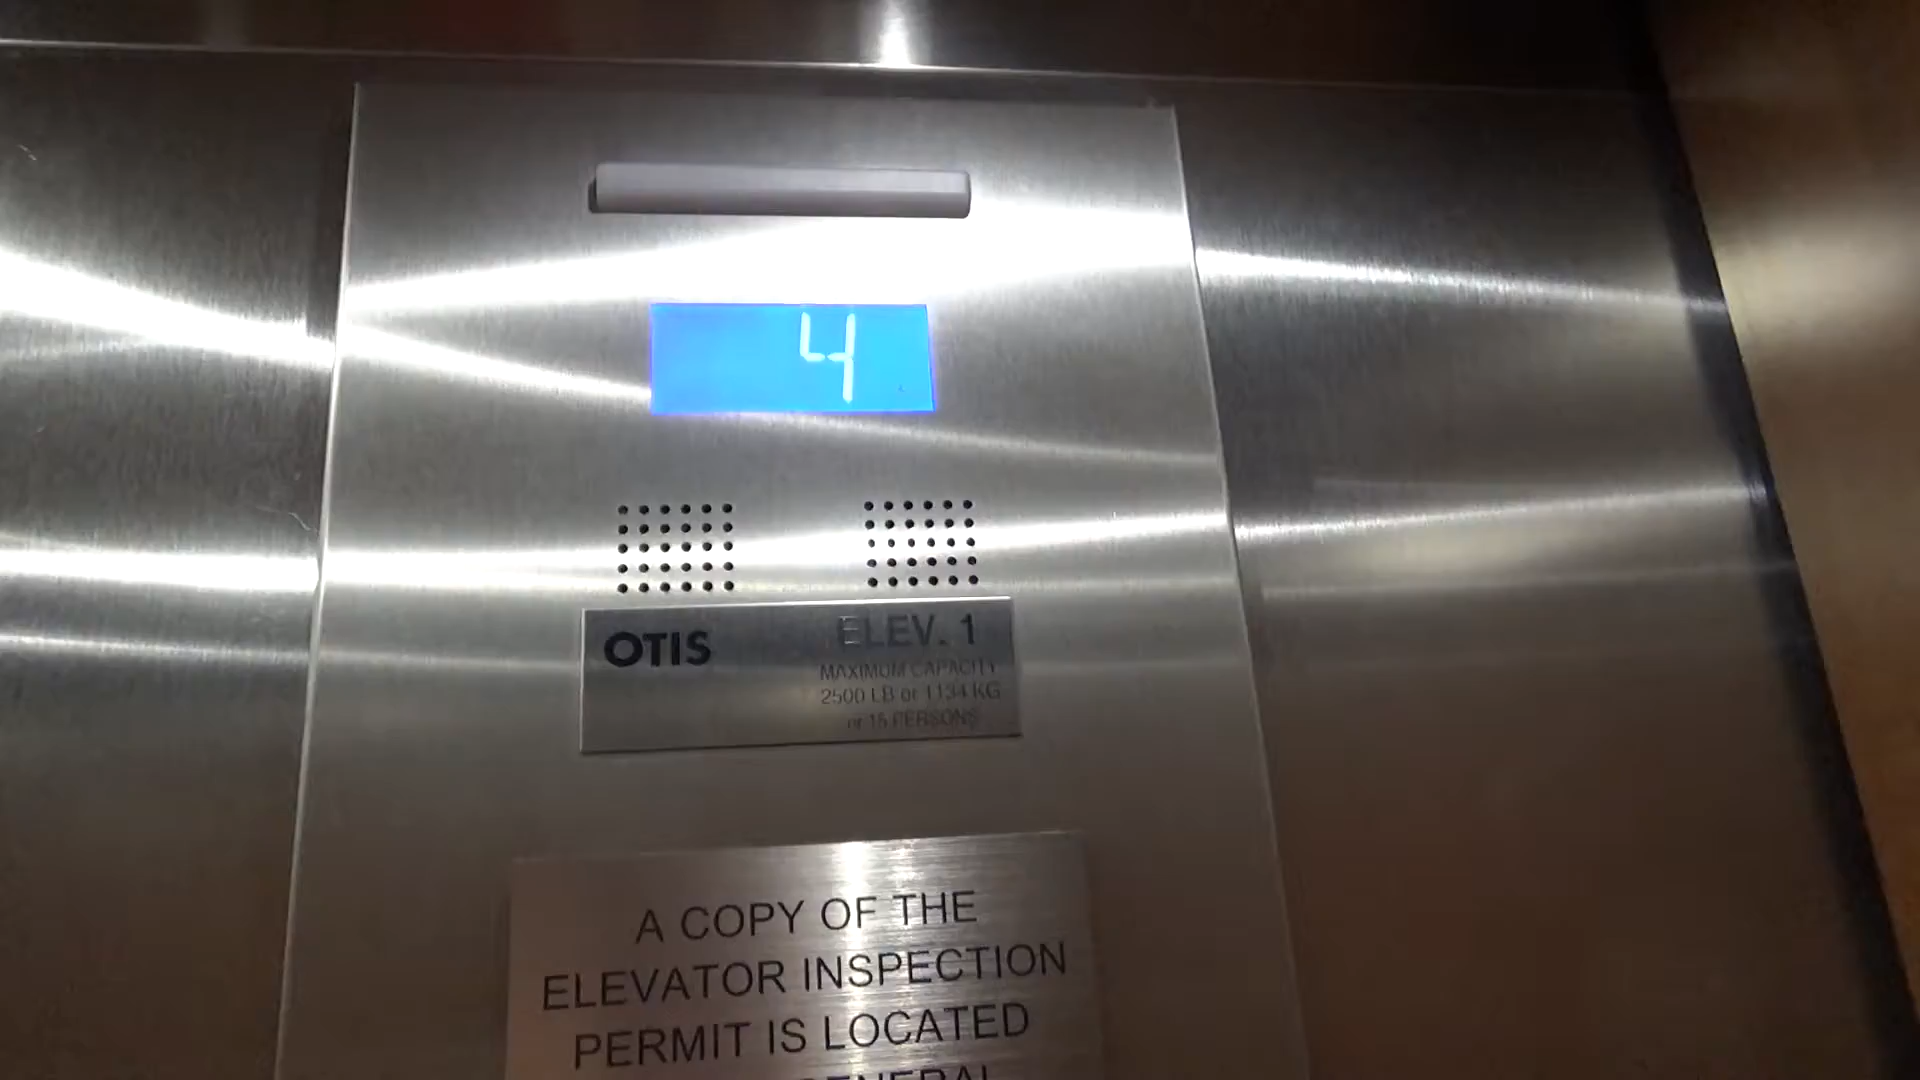 4
OTIS
ELEV. 1
MAXIMUM CAPACITY
2500 LB or 1134 KG
or 15 PERSONS
A COPY OF THE
ELEVATOR INSPECTION
PERMIT IS LOCATED
GENERAL